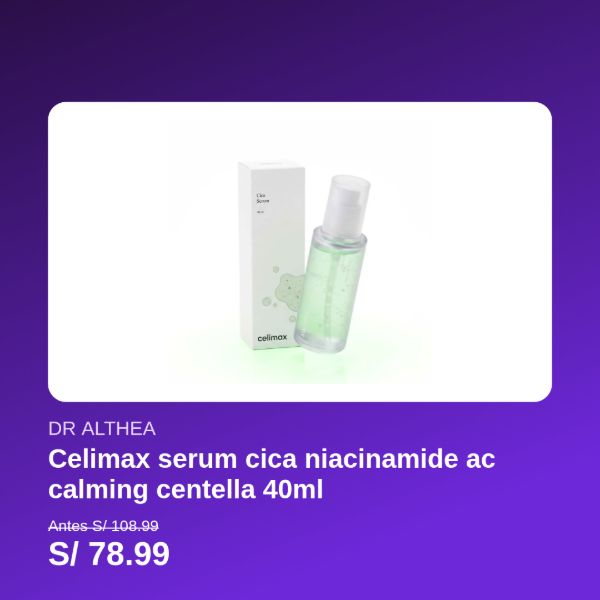 Cica
Serum
celimax
DR ALTHEA
Celimax serum cica niacinamide ac
calming centella 40ml
Antes S/ 108.99
S/ 78.99